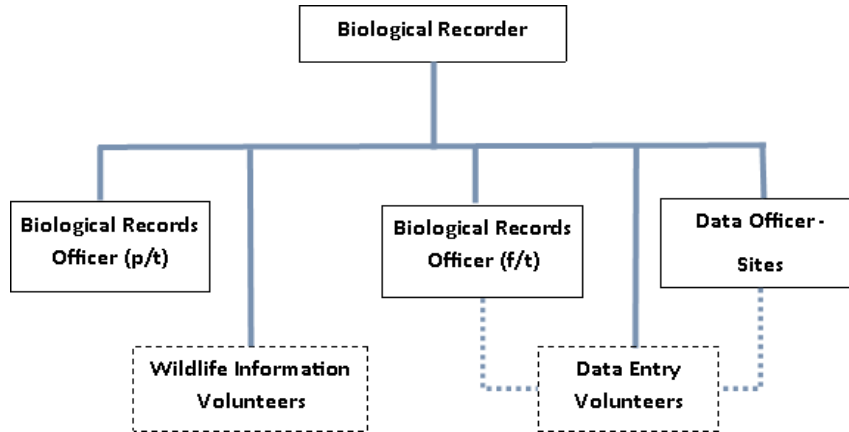 Biological Recorder
Biological Records
Officer (p/t)
Biological Records
Officer (f/t)
Data Officer -
Sites
Wildlife Information
Volunteers
Data Entry
Volunteers